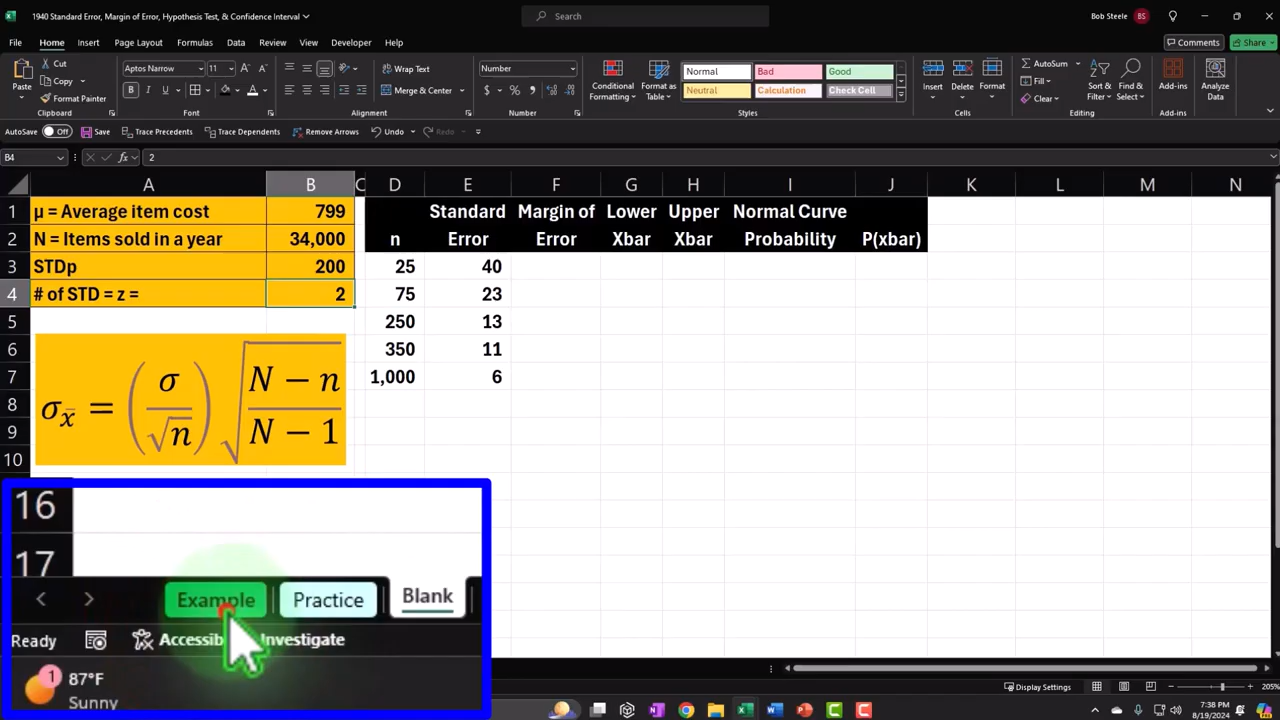 1940 Standard Error, Margin of Error, Hypothesis Test, & Confidence Interval
Search
Bob Steele BS
File Home Insert Page Layout Formulas Data Review View Developer Help
Comments Share
Paste Cut Copy Format Painter Clipboard
Aptos Narrow 11 B I U Font
Wrap Text Merge & Center Alignment
Number $ % Number
Conditional Formatting Format as Table Normal Bad Good Neutral Calculation Check Cell Styles
Insert Delete Format Cells
AutoSum Fill Clear Sort & Filter Find & Select Editing
Add-ins Add-ins Analyze Data
AutoSave Off Save Trace Precedents Trace Dependents Remove Arrows Undo Redo
B4 fx 2
A B C D E F G H I J K L M N
1 μ = Average item cost 799 Standard Margin of Lower Upper Normal Curve
2 N = Items sold in a year 34,000 n Error Error Xbar Xbar Probability P(xbar)
3 STDp 200 25 40
4 # of STD = z = 2 75 23
5 250 13
6 350 11
7 1,000 6
8
9
10
σx̄ = (σ/√n) √(N − n / N − 1)
16
17
Example Practice Blank
Ready Investigate
1 87°F
Sunny
Display Settings 205%
7:38 PM
8/19/2024